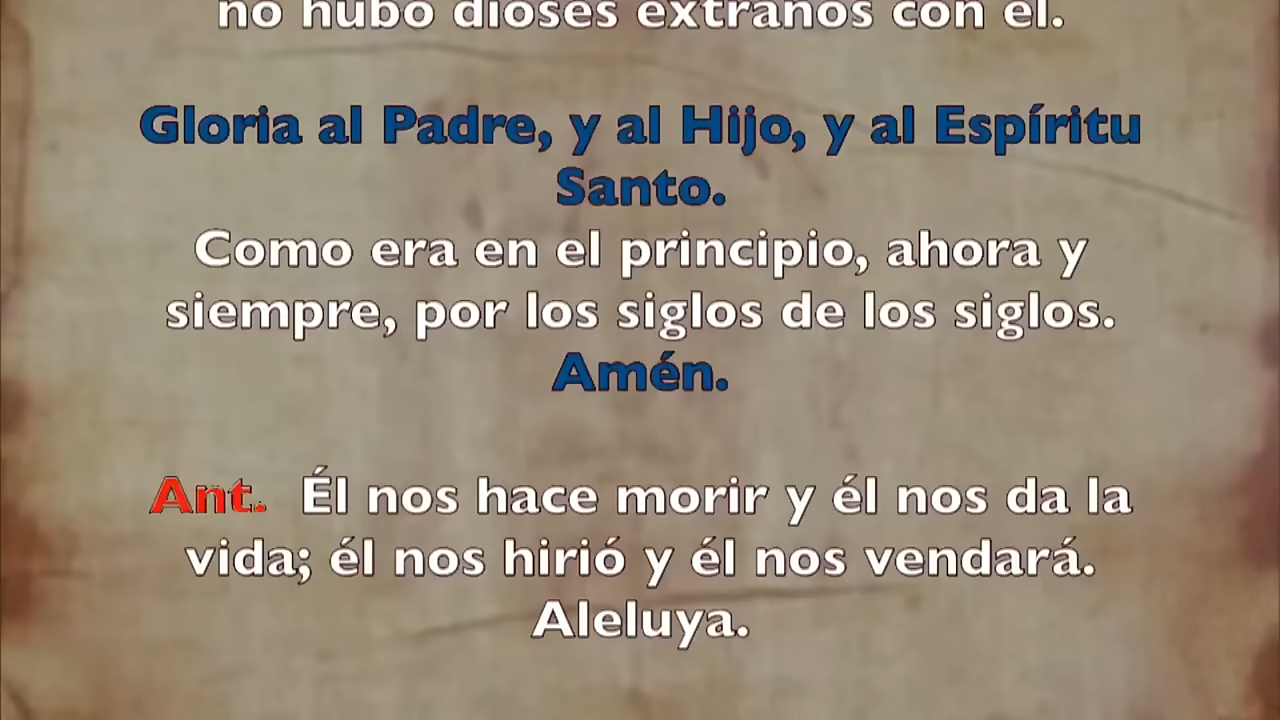 no hubo dioses extraños con él.
Gloria al Padre, y al Hijo, y al Espíritu
Santo.
Como era en el principio, ahora y
siempre, por los siglos de los siglos.
Amén.
Ant. Él nos hace morir y él nos da la
vida; él nos hirió y él nos vendará.
Aleluya.